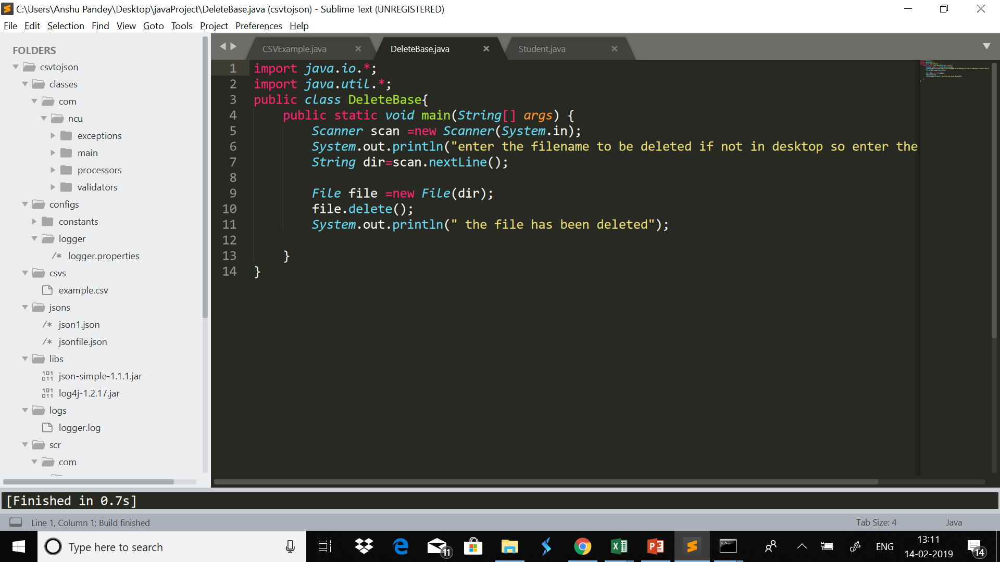 C:\Users\Anshu Pandey\Desktop\javaProject\DeleteBase.java (csvtojson) - Sublime Text (UNREGISTERED)
File Edit Selection Find View Goto Tools Project Preferences Help
FOLDERS
csvtojson
classes
com
ncu
exceptions
main
processors
validators
configs
constants
logger
/* logger.properties
csvs
example.csv
jsons
/* json1.json
/* jsonfile.json
libs
json-simple-1.1.1.jar
log4j-1.2.17.jar
logs
logger.log
scr
com
CSVExample.java × DeleteBase.java × Student.java ×
1 import java.io.*;
2 import java.util.*;
3 public class DeleteBase{
4 public static void main(String[] args) {
5 Scanner scan =new Scanner(System.in);
6 System.out.println("enter the filename to be deleted if not in desktop so enter the
7 String dir=scan.nextLine();
8
9 File file =new File(dir);
10 file.delete();
11 System.out.println(" the file has been deleted");
12
13 }
14 }
[Finished in 0.7s]
Line 1, Column 1; Build finished
Tab Size: 4 Java
Type here to search
11
ENG
13:11
14-02-2019
14